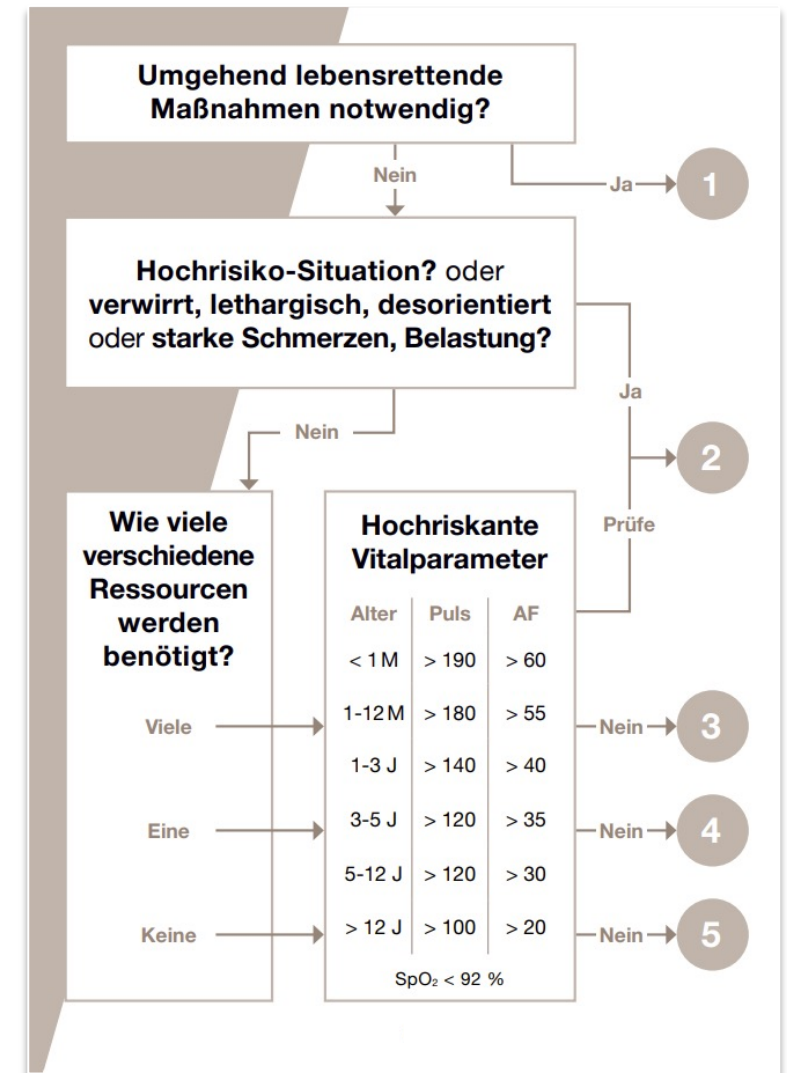 Umgehend lebensrettende
Maßnahmen notwendig?
Nein
Ja
1
Hochrisiko-Situation? oder
verwirrt, lethargisch, desorientiert
oder starke Schmerzen, Belastung?
Ja
Nein
2
Prüfe
Wie viele
verschiedene
Ressourcen
werden
benötigt?
Viele
Eine
Keine
Hochriskante
Vitalparameter
Alter Puls AF
< 1 M > 190 > 60
1-12 M > 180 > 55
1-3 J > 140 > 40
3-5 J > 120 > 35
5-12 J > 120 > 30
> 12 J > 100 > 20
SpO₂ < 92 %
Nein 3
Nein 4
Nein 5